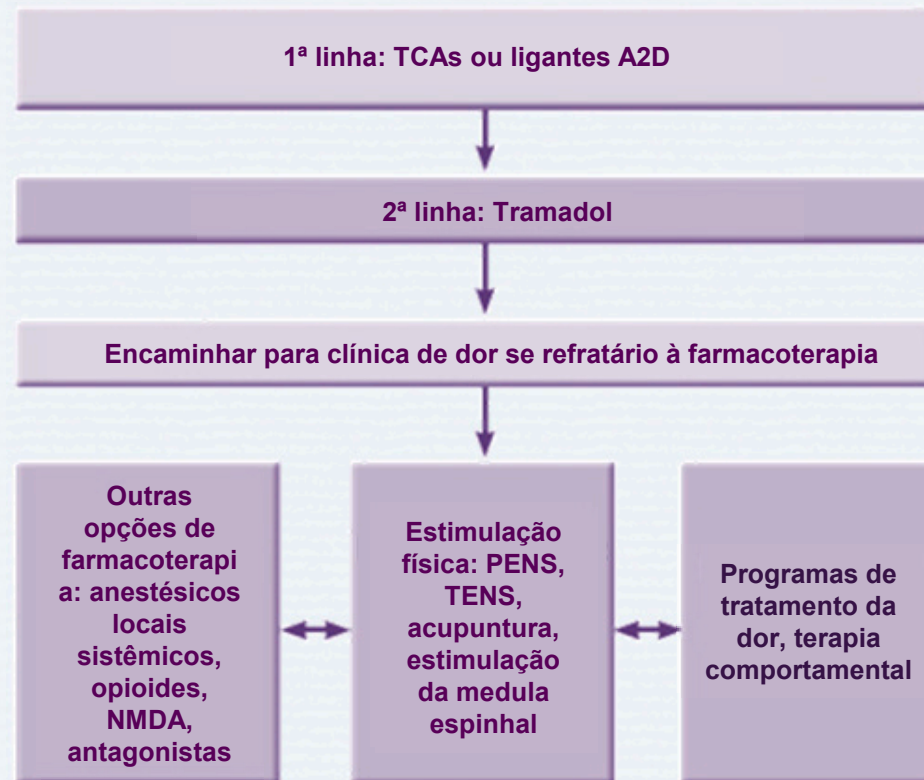 1ª linha: TCAs ou ligantes A2D
2ª linha: Tramadol
Encaminhar para clínica de dor se refratário à farmacoterapia
Outras
opções de
farmacoterapi
a: anestésicos
locais
sistêmicos,
opioides,
NMDA,
antagonistas
Estimulação
física: PENS,
TENS,
acupuntura,
estimulação
da medula
espinhal
Programas de
tratamento da
dor, terapia
comportamental